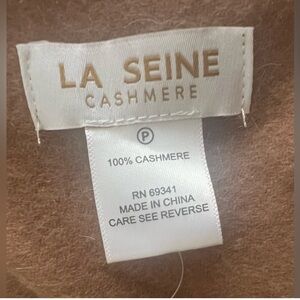 LA SEINE
CASHMERE
P
100% CASHMERE
RN 69341
MADE IN CHINA
CARE SEE REVERSE